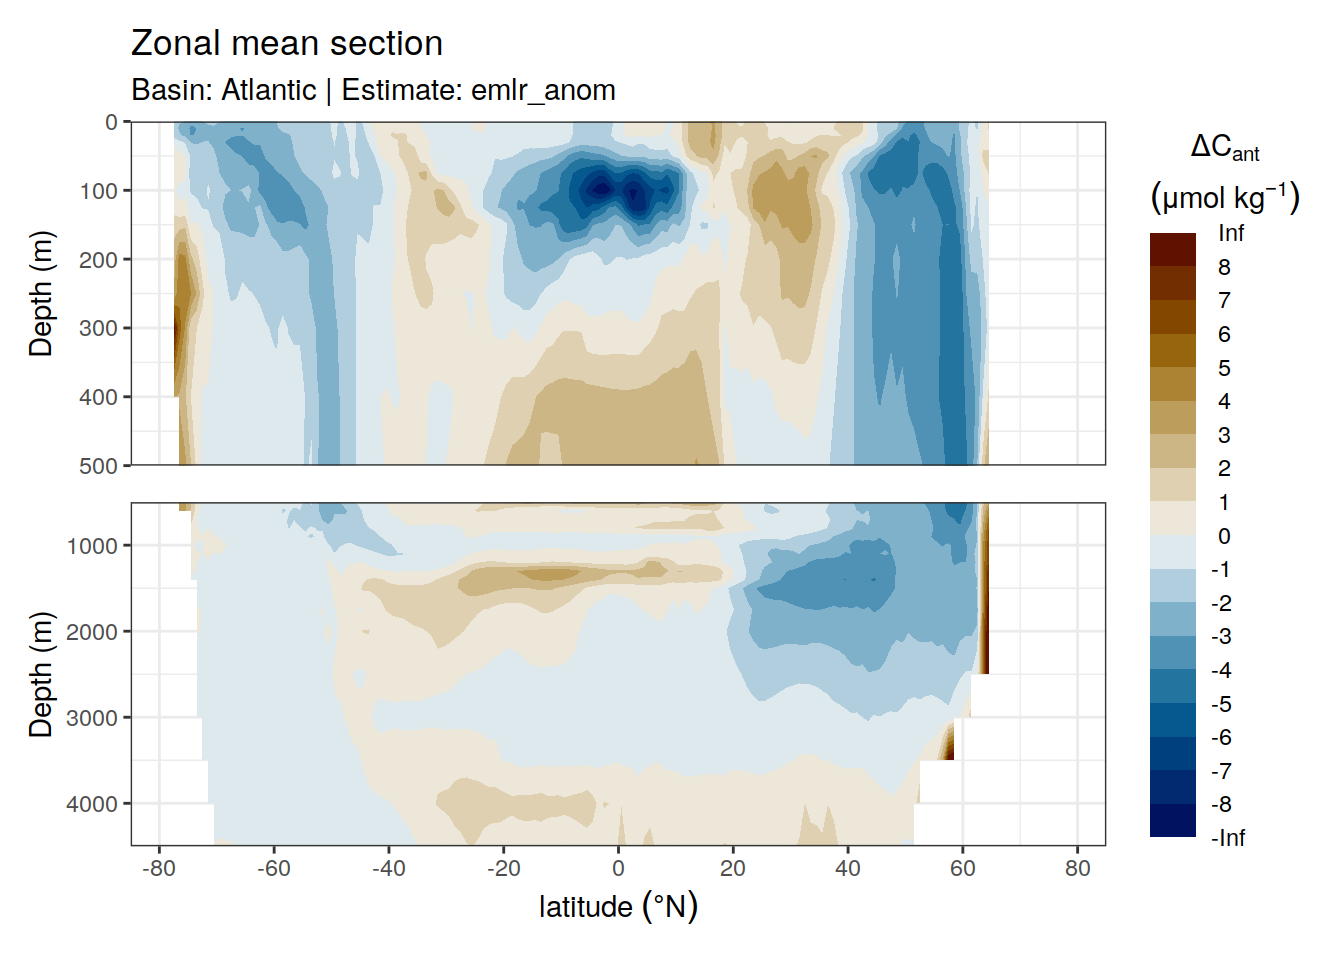 Zonal mean section
Basin: Atlantic | Estimate: emlr_anom
0
100
200
300
400
500
Depth (m)
1000
2000
3000
4000
Depth (m)
-80 -60 -40 -20 0 20 40 60 80
latitude (°N)
ΔCant
(μmol kg⁻¹)
Inf
8
7
6
5
4
3
2
1
0
-1
-2
-3
-4
-5
-6
-7
-8
-Inf